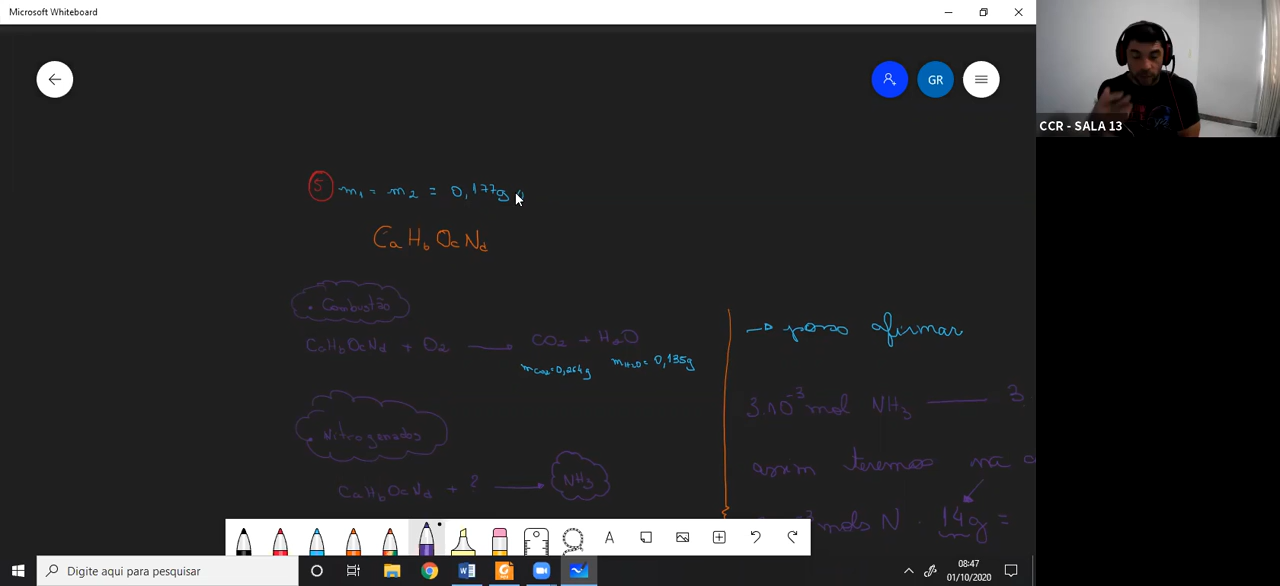 Microsoft Whiteboard
GR
CCR - SALA 13
5 m₁ = m₂ = 0,177g
CaHbOcNd
• Combustão
CaHbOcNd + O₂ → CO₂ + H₂O
mCO₂=0,264g mH₂O=0,135g
• Nitrogenados
CaHbOcNd + ? → NH₃
→ posso afirmar
3.10⁻³ mol NH₃ — 3
assim teremos na
mols N . 14g =
A
Digite aqui para pesquisar
08:47
01/10/2020